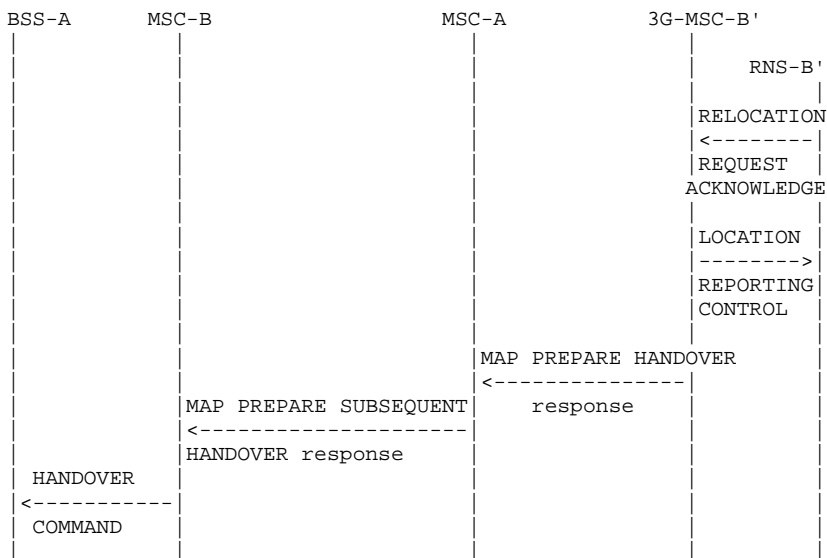 BSS-A MSC-B MSC-A 3G-MSC-B'
RNS-B'
RELOCATION
REQUEST
ACKNOWLEDGE
LOCATION
REPORTING
CONTROL
MAP PREPARE HANDOVER
response
MAP PREPARE SUBSEQUENT
HANDOVER response
HANDOVER
COMMAND